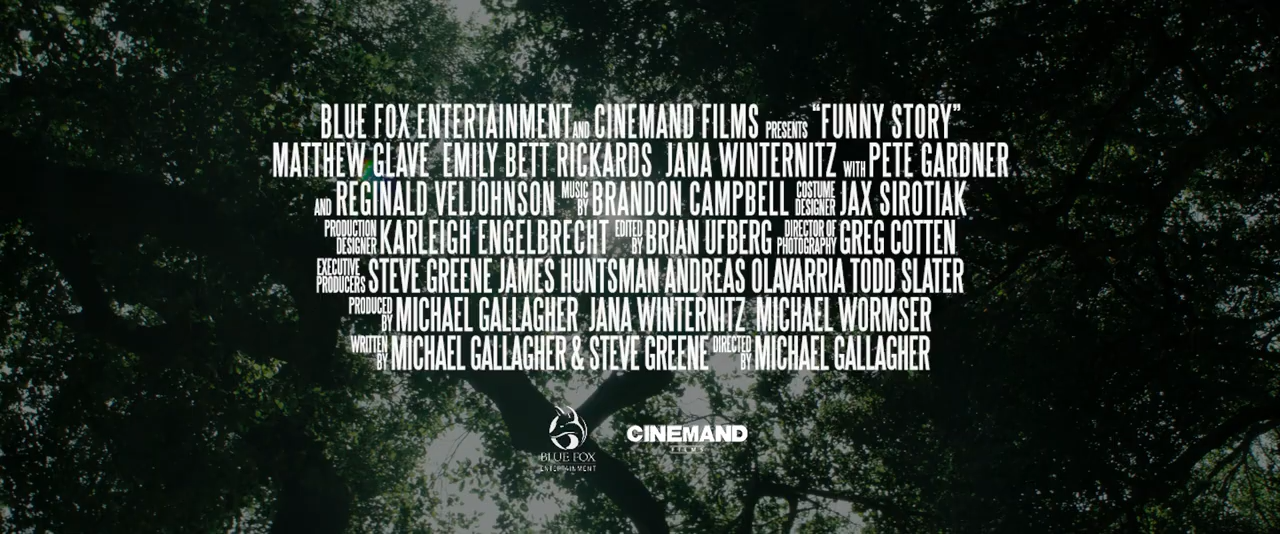 BLUE FOX ENTERTAINMENT AND CINEMAND FILMS PRESENTS “FUNNY STORY”
MATTHEW GLAVE EMILY BETT RICKARDS JANA WINTERNITZ WITH PETE GARDNER
AND REGINALD VELJOHNSON MUSIC BY BRANDON CAMPBELL COSTUME DESIGNER JAX SIROTIAK
PRODUCTION DESIGNER KARLEIGH ENGELBRECHT EDITED BY BRIAN UFBERG DIRECTOR OF PHOTOGRAPHY GREG COTTEN
EXECUTIVE PRODUCERS STEVE GREENE JAMES HUNTSMAN ANDREAS OLAVARRIA TODD SLATER
PRODUCED BY MICHAEL GALLAGHER JANA WINTERNITZ MICHAEL WORMSER
WRITTEN BY MICHAEL GALLAGHER & STEVE GREENE DIRECTED BY MICHAEL GALLAGHER
BLUE FOX
ENTERTAINMENT
CINEMAND
FILMS